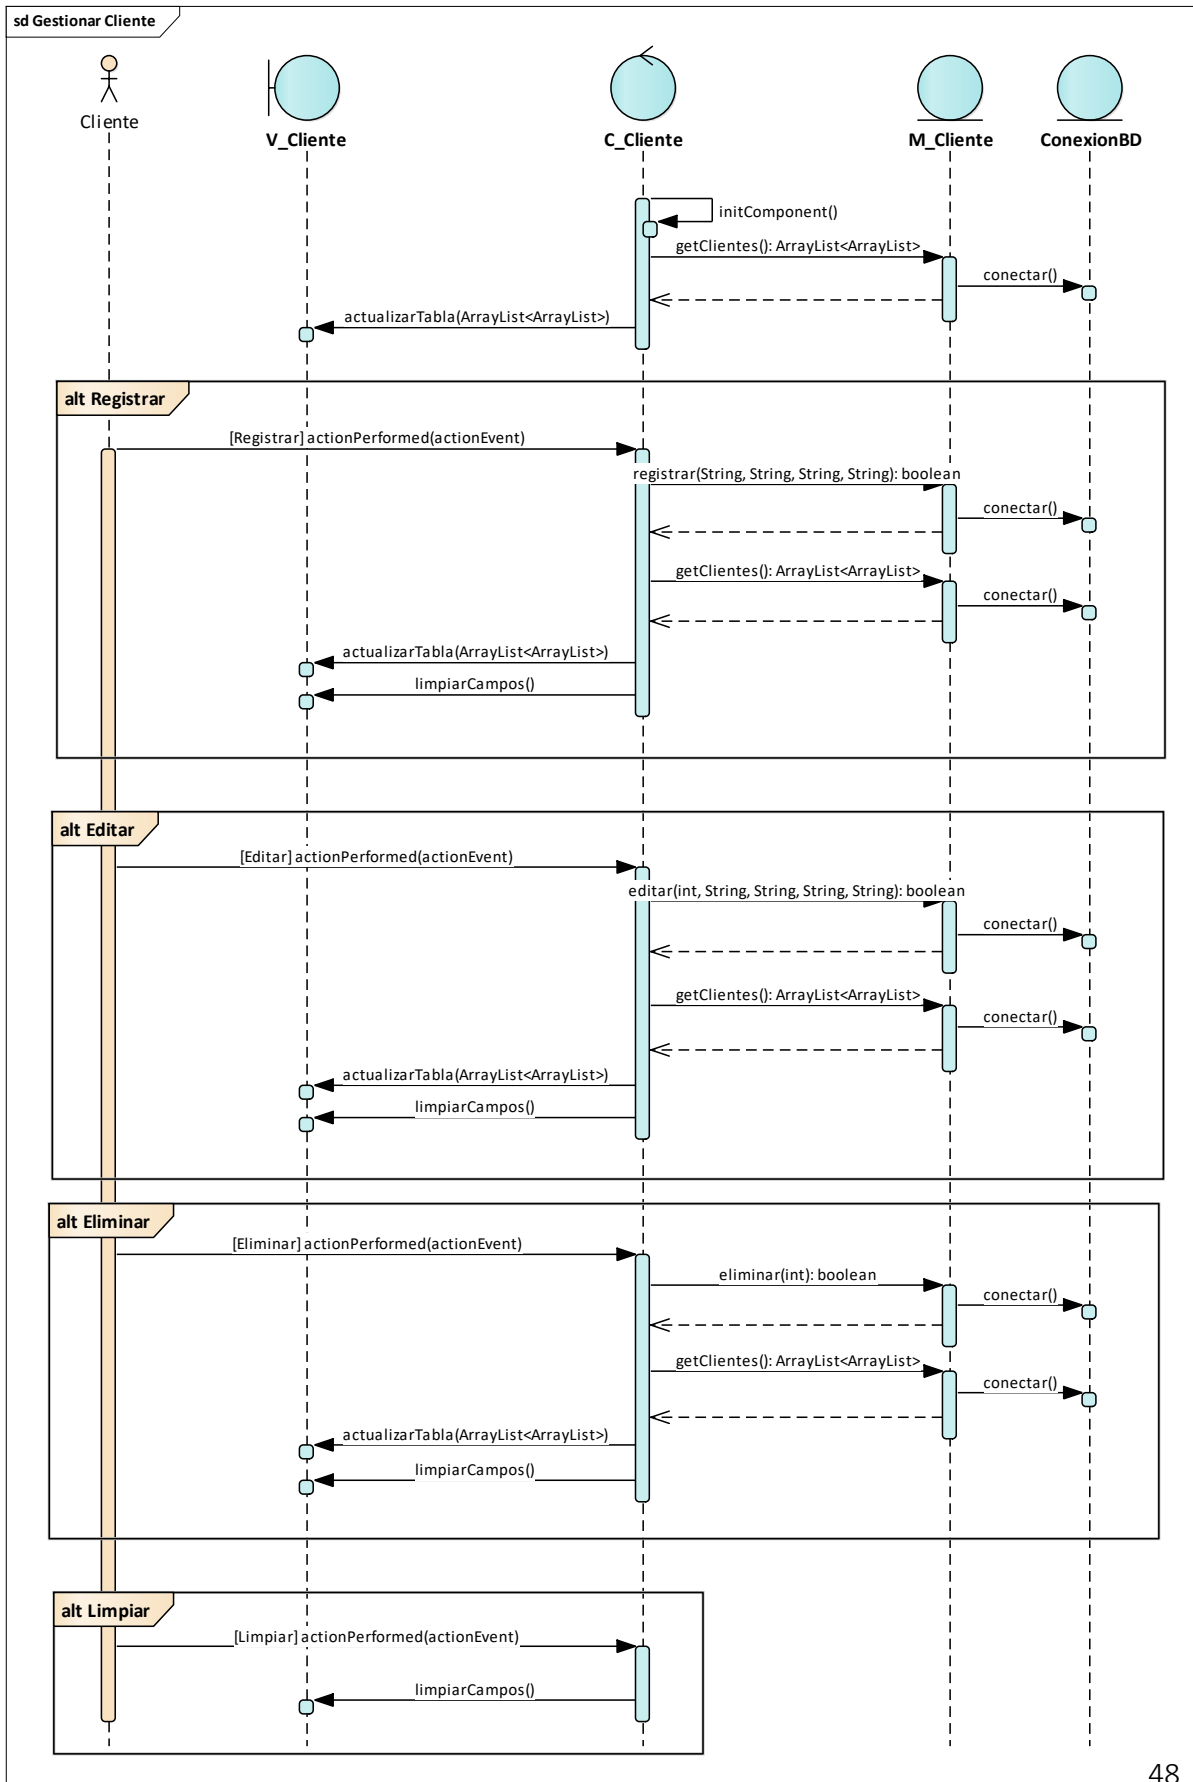 sd Gestionar Cliente
Cliente
V_Cliente
C_Cliente
M_Cliente
ConexionBD
initComponent()
getClientes(): ArrayList<ArrayList>
conectar()
actualizarTabla(ArrayList<ArrayList>)
alt Registrar
[Registrar] actionPerformed(actionEvent)
registrar(String, String, String, String): boolean
conectar()
getClientes(): ArrayList<ArrayList>
conectar()
actualizarTabla(ArrayList<ArrayList>)
limpiarCampos()
alt Editar
[Editar] actionPerformed(actionEvent)
editar(int, String, String, String, String): boolean
conectar()
getClientes(): ArrayList<ArrayList>
conectar()
actualizarTabla(ArrayList<ArrayList>)
limpiarCampos()
alt Eliminar
[Eliminar] actionPerformed(actionEvent)
eliminar(int): boolean
conectar()
getClientes(): ArrayList<ArrayList>
conectar()
actualizarTabla(ArrayList<ArrayList>)
limpiarCampos()
alt Limpiar
[Limpiar] actionPerformed(actionEvent)
limpiarCampos()
48